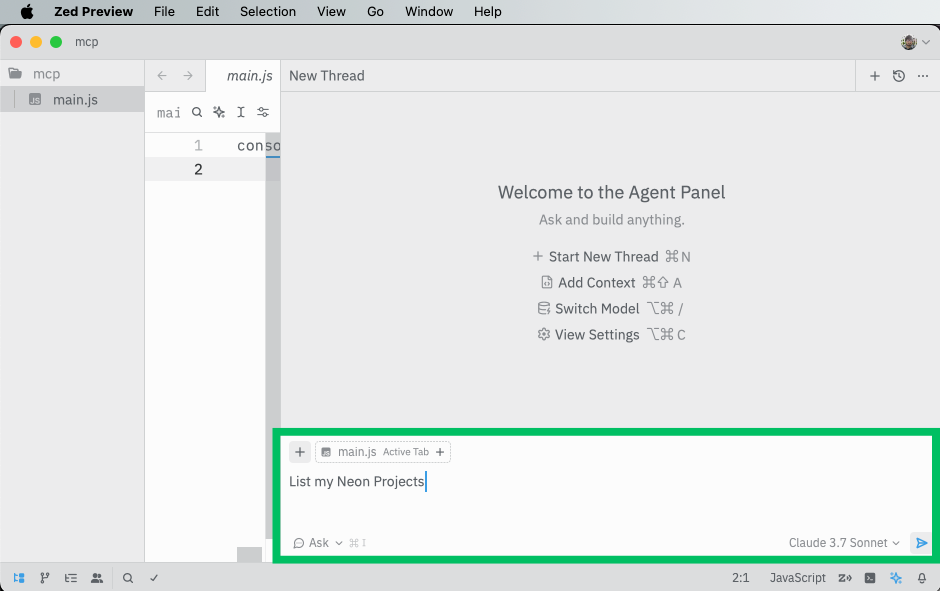 Zed Preview File Edit Selection View Go Window Help
mcp
mcp
main.js
main.js
mai
1 conso
2
New Thread
Welcome to the Agent Panel
Ask and build anything.
+ Start New Thread ⌘N
Add Context ⌘⇧ A
Switch Model ⌥⌘ /
View Settings ⌥⌘ C
+ main.js Active Tab +
List my Neon Projects
Ask ⌘I Claude 3.7 Sonnet
2:1 JavaScript